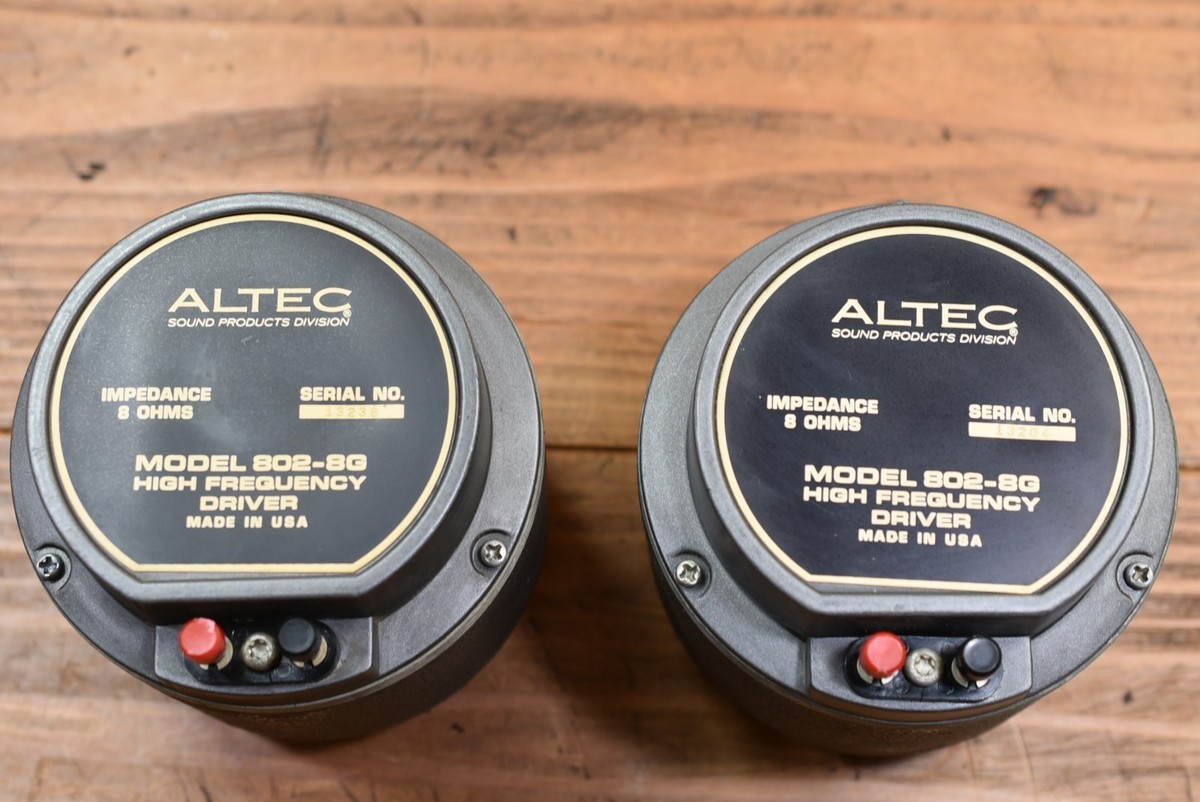 ALTEC®
SOUND PRODUCTS DIVISION
IMPEDANCE
8 OHMS
SERIAL NO.
MODEL 802-8G
HIGH FREQUENCY
DRIVER
MADE IN USA
ALTEC®
SOUND PRODUCTS DIVISION
IMPEDANCE
8 OHMS
SERIAL NO.
MODEL 802-8G
HIGH FREQUENCY
DRIVER
MADE IN USA